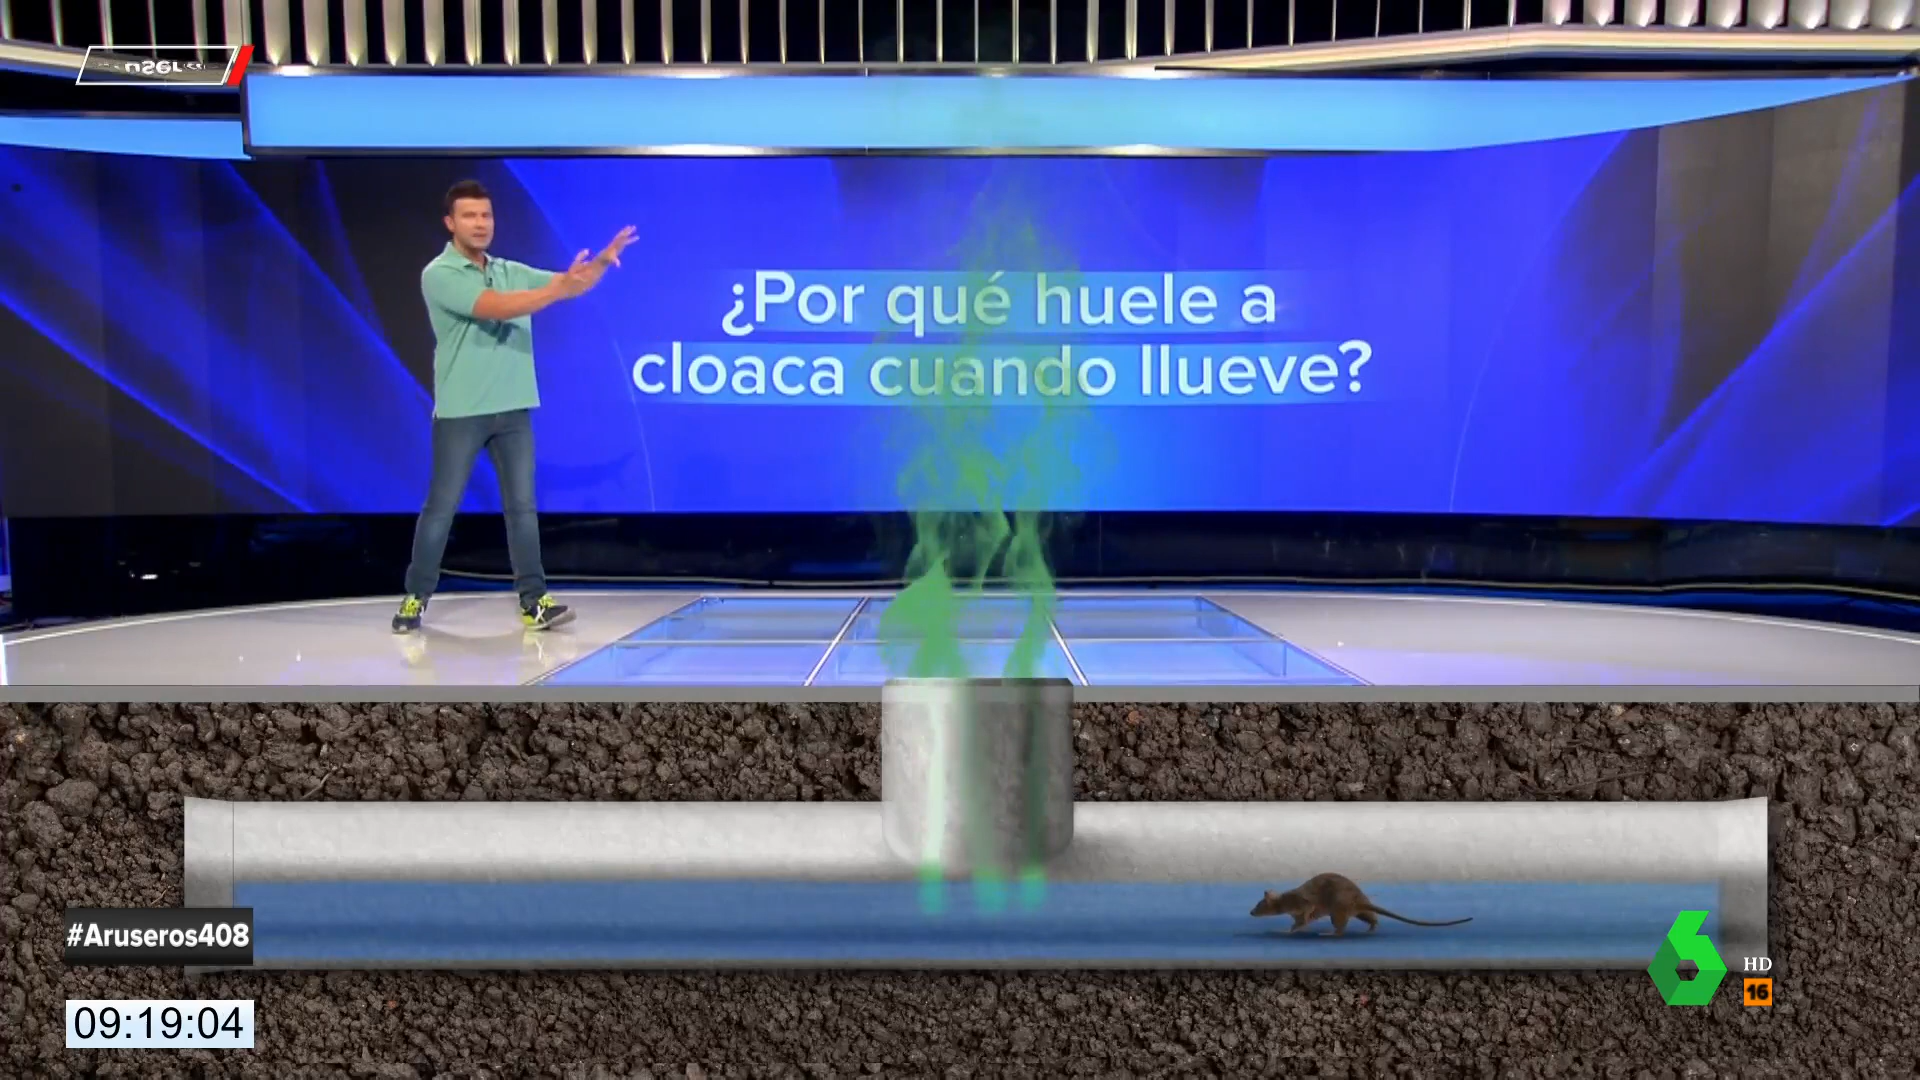 ¿Por qué huele a
cloaca cuando llueve?
#Aruseros408
HD
16
09:19:04